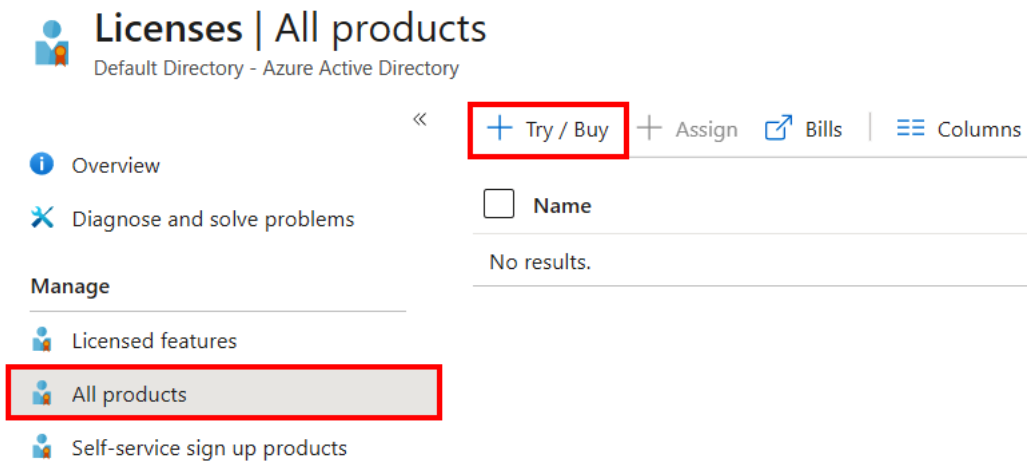 Licenses | All products
Default Directory - Azure Active Directory
«
Try / Buy Assign Bills Columns
Overview
Diagnose and solve problems
Name
No results.
Manage
Licensed features
All products
Self-service sign up products